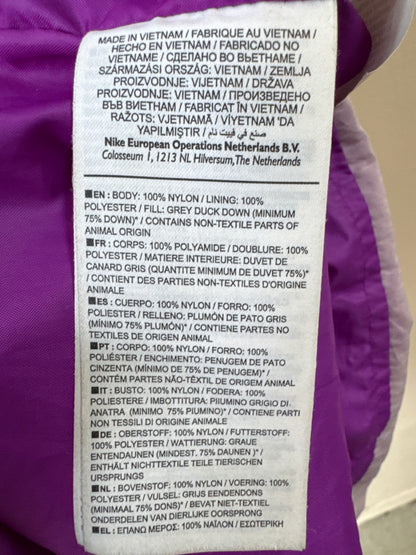 MADE IN VIETNAM / FABRIQUE AU VIETNAM /
HECHO EN VIETNAM / FABRICADO NO
VIETNAME / СДЕЛАНО ВО ВЬЕТНАМЕ /
SZÁRMAZÁSI ORSZÁG: VIETNAM / ZEMLJA
PROIZVODNJE: VIJETNAM / DRŽAVA
PROIZVODNJE: VIETNAM / ПРОИЗВЕДЕНО
ВЪВ ВИЕТНАМ / FABRICAT ÎN VIETNAM /
RAŽOTS: VJETNAMĀ / VİYETNAM 'DA
YAPILMIŞTIR / صنع في فييت نام
Nike European Operations Netherlands B.V.
Colosseum 1, 1213 NL Hilversum, The Netherlands
■EN : BODY: 100% NYLON / LINING: 100%
POLYESTER / FILL: GREY DUCK DOWN (MINIMUM
75% DOWN)* / CONTAINS NON-TEXTILE PARTS OF
ANIMAL ORIGIN
■FR : CORPS: 100% POLYAMIDE / DOUBLURE: 100%
POLYESTER / MATIERE INTERIEURE: DUVET DE
CANARD GRIS (QUANTITE MINIMUM DE DUVET 75%)*
/ CONTIENT DES PARTIES NON-TEXTILES D'ORIGINE
ANIMALE
■ES : CUERPO: 100% NYLON / FORRO: 100%
POLIESTER / RELLENO: PLUMÓN DE PATO GRIS
(MÍNIMO 75% PLUMÓN)* / CONTIENE PARTES NO
TEXTILES DE ORIGEN ANIMAL
■PT : CORPO: 100% NYLON / FORRO: 100%
POLIÉSTER / ENCHIMENTO: PENUGEM DE PATO
CINZENTA (MÍNIMO DE 75% DE PENUGEM)* /
CONTÉM PARTES NÃO-TÊXTIL DE ORIGEM ANIMAL
■IT : BUSTO: 100% NYLON / FODERA: 100%
POLIESTERE / IMBOTTITURA: PIIUMINO GRIGIO DI
ANATRA (MINIMO 75% PIUMINO)* / CONTIENE PARTI
NON TESSILI DI ORIGINE ANIMALE
■DE : OBERSTOFF: 100% NYLON / FUTTERSTOFF:
100% POLYESTER / WATTIERUNG: GRAUE
ENTENDAUNEN (MINDEST. 75% DAUNEN )* /
ENTHÄLT NICHTTEXTILE TEILE TIERISCHEN
URSPRUNGS
■NL : BOVENSTOF: 100% NYLON / VOERING: 100%
POLYESTER / VULSEL: GRIJS EENDENDONS
(MINIMAAL 75% DONS)* / BEVAT NIET-TEXTIEL
ONDERDELEN VAN DIERLIJKE OORSPRONG
■EL : ΕΠΑΝΩ ΜΕΡΟΣ: 100% ΝΑΪΛΟΝ / ΕΣΩΤΕΡΙΚΗ